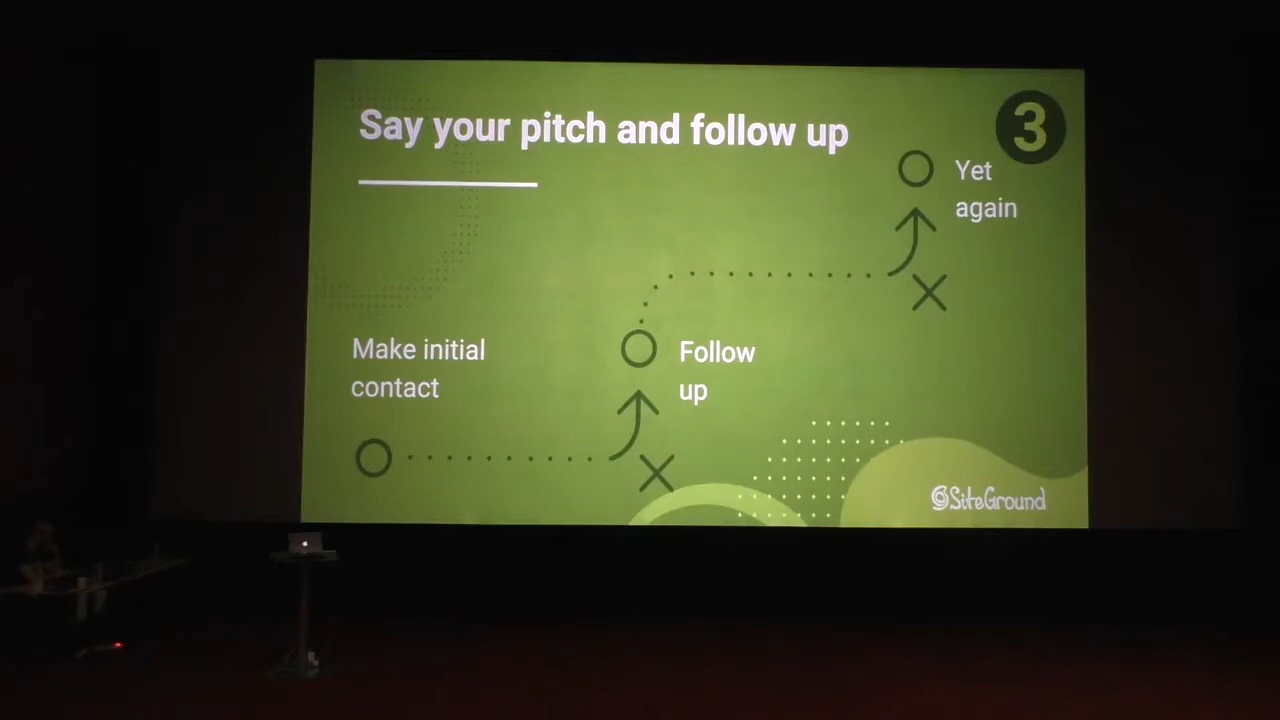 Say your pitch and follow up
3
Yet
again
Make initial
contact
Follow
up
SiteGround